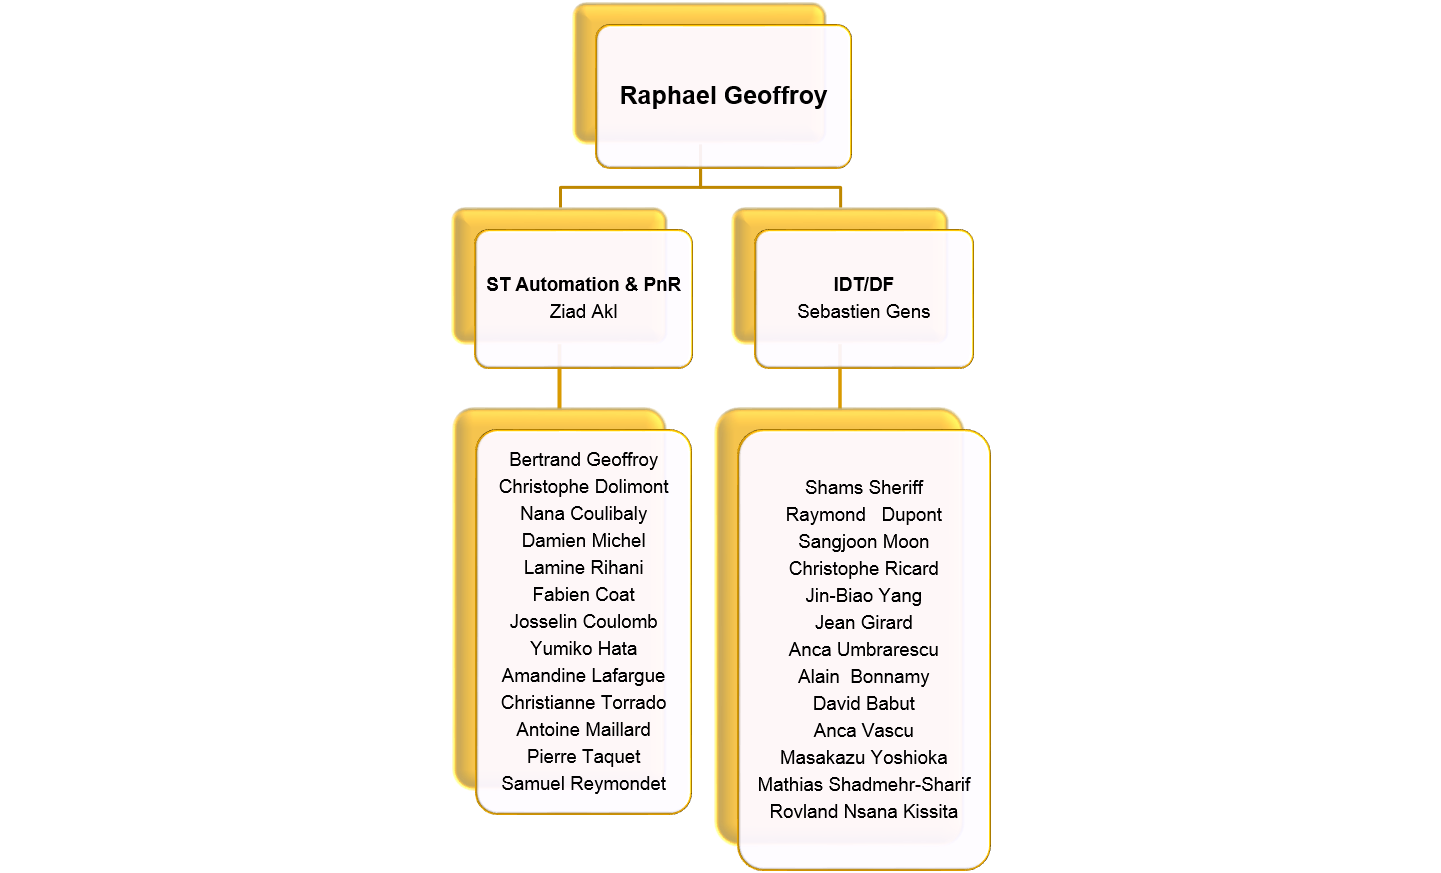 Raphael Geoffroy
ST Automation & PnR
Ziad Akl
IDT/DF
Sebastien Gens
Bertrand Geoffroy
Christophe Dolimont
Nana Coulibaly
Damien Michel
Lamine Rihani
Fabien Coat
Josselin Coulomb
Yumiko Hata
Amandine Lafargue
Christianne Torrado
Antoine Maillard
Pierre Taquet
Samuel Reymondet
Shams Sheriff
Raymond   Dupont
Sangjoon Moon
Christophe Ricard
Jin-Biao Yang
Jean Girard
Anca Umbrarescu
Alain  Bonnamy
David Babut
Anca Vascu
Masakazu Yoshioka
Mathias Shadmehr-Sharif
Rovland Nsana Kissita